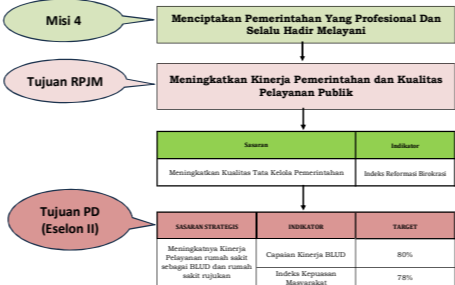 Misi 4
Menciptakan Pemerintahan Yang Profesional Dan
Selalu Hadir Melayani
Tujuan RPJM
Meningkatkan Kinerja Pemerintahan dan Kualitas
Pelayanan Publik
Sasaran
Indikator
Meningkatkan Kualitas Tata Kelola Pemerintahan
Indeks Reformasi Birokrasi
Tujuan PD
(Eselon II)
SASARAN STRATEGIS
INDIKATOR
TARGET
Meningkatnya Kinerja
Pelayanan rumah sakit
sebagai BLUD dan rumah
sakit rujukan
Capaian Kinerja BLUD
80%
Indeks Kepuasan
Masyarakat
78%